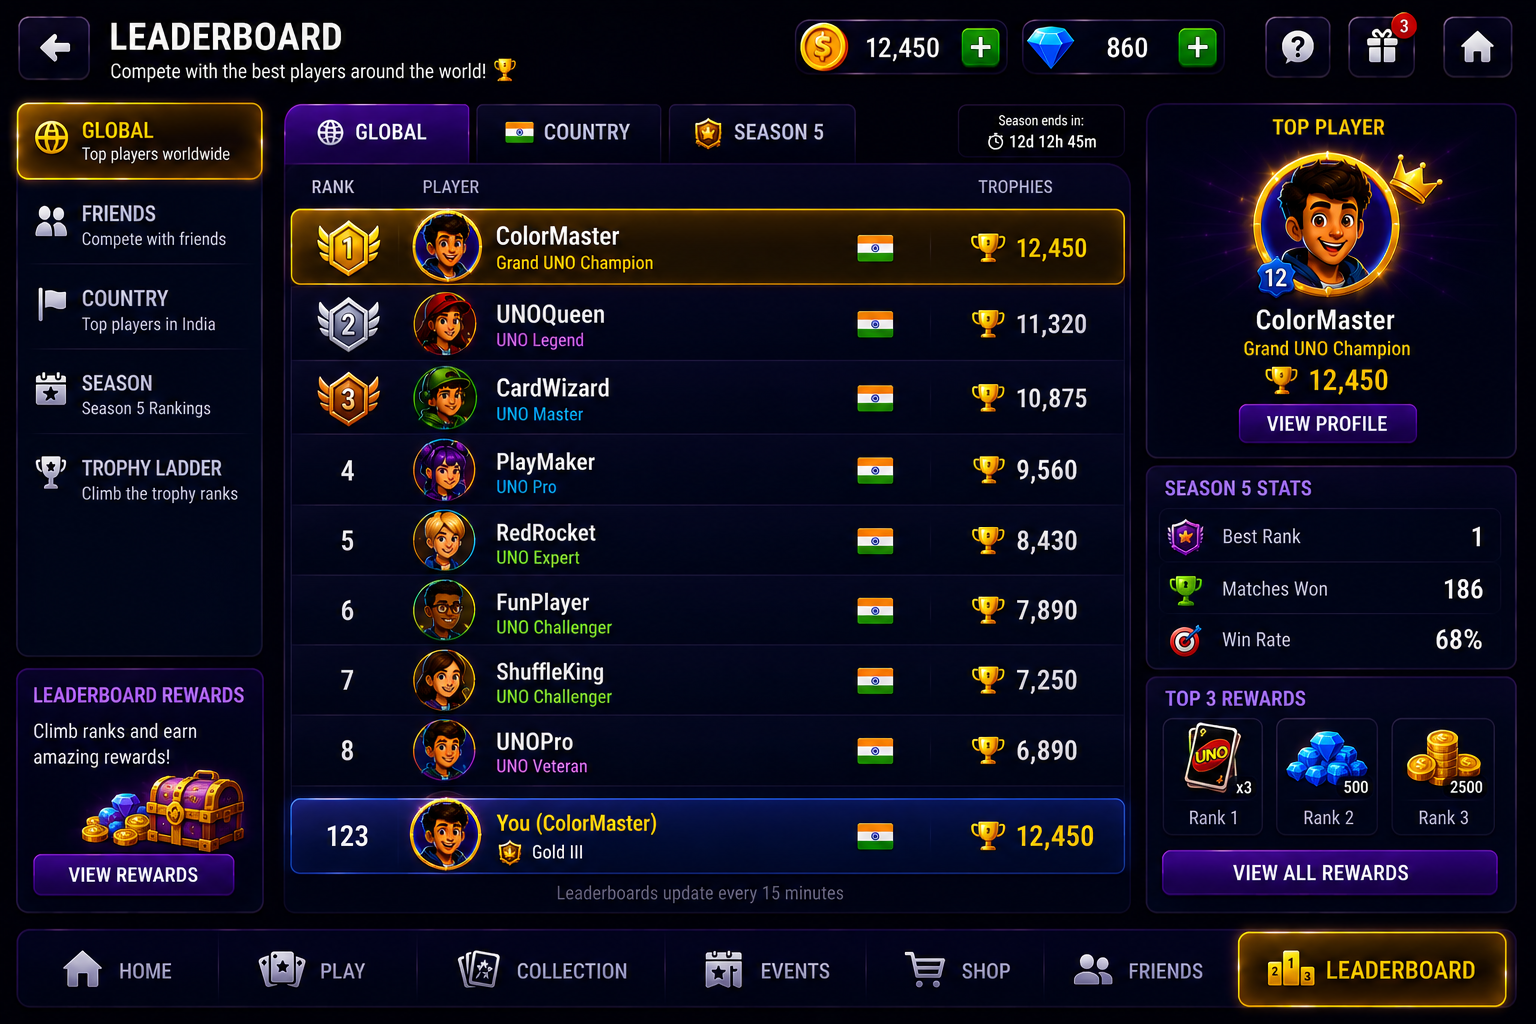 LEADERBOARD
Compete with the best players around the world!
12,450
860
3
GLOBAL
Top players worldwide
FRIENDS
Compete with friends
COUNTRY
Top players in India
SEASON
Season 5 Rankings
TROPHY LADDER
Climb the trophy ranks
LEADERBOARD REWARDS
Climb ranks and earn
amazing rewards!
VIEW REWARDS
GLOBAL
COUNTRY
SEASON 5
Season ends in:
12d 12h 45m
RANK PLAYER TROPHIES
1 ColorMaster 12,450
Grand UNO Champion
2 UNOQueen 11,320
UNO Legend
3 CardWizard 10,875
UNO Master
4 PlayMaker 9,560
UNO Pro
5 RedRocket 8,430
UNO Expert
6 FunPlayer 7,890
UNO Challenger
7 ShuffleKing 7,250
UNO Challenger
8 UNOPro 6,890
UNO Veteran
123 You (ColorMaster) 12,450
Gold III
Leaderboards update every 15 minutes
TOP PLAYER
12
ColorMaster
Grand UNO Champion
12,450
VIEW PROFILE
SEASON 5 STATS
Best Rank 1
Matches Won 186
Win Rate 68%
TOP 3 REWARDS
UNO
x3
Rank 1
500
Rank 2
2500
Rank 3
VIEW ALL REWARDS
HOME
PLAY
COLLECTION
EVENTS
SHOP
FRIENDS
2 1 3
LEADERBOARD